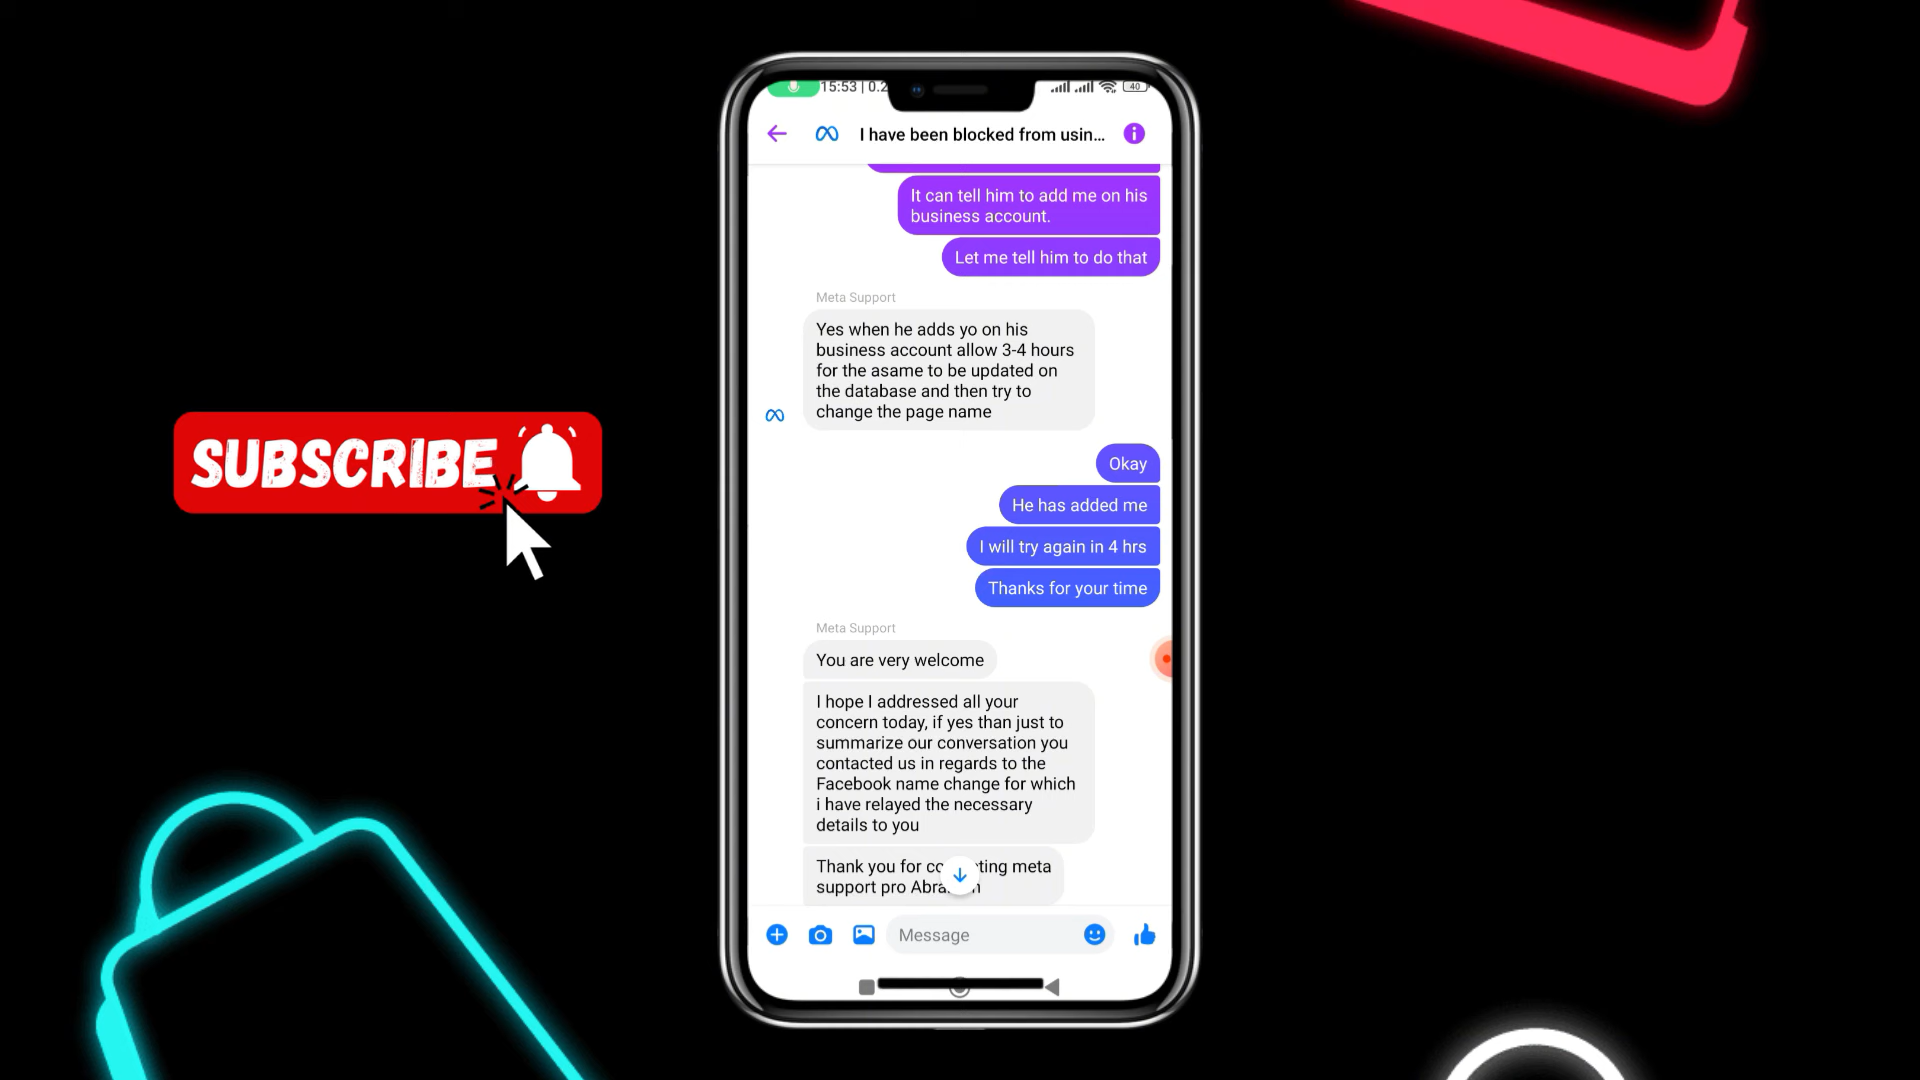 15:53 | 0.2
40
I have been blocked from usin...
It can tell him to add me on his
business account.
Let me tell him to do that
Meta Support
Yes when he adds yo on his
business account allow 3-4 hours
for the asame to be updated on
the database and then try to
change the page name
SUBSCRIBE
Okay
He has added me
I will try again in 4 hrs
Thanks for your time
Meta Support
You are very welcome
I hope I addressed all your
concern today, if yes than just to
summarize our conversation you
contacted us in regards to the
Facebook name change for which
i have relayed the necessary
details to you
Thank you for meta
support pro
Message